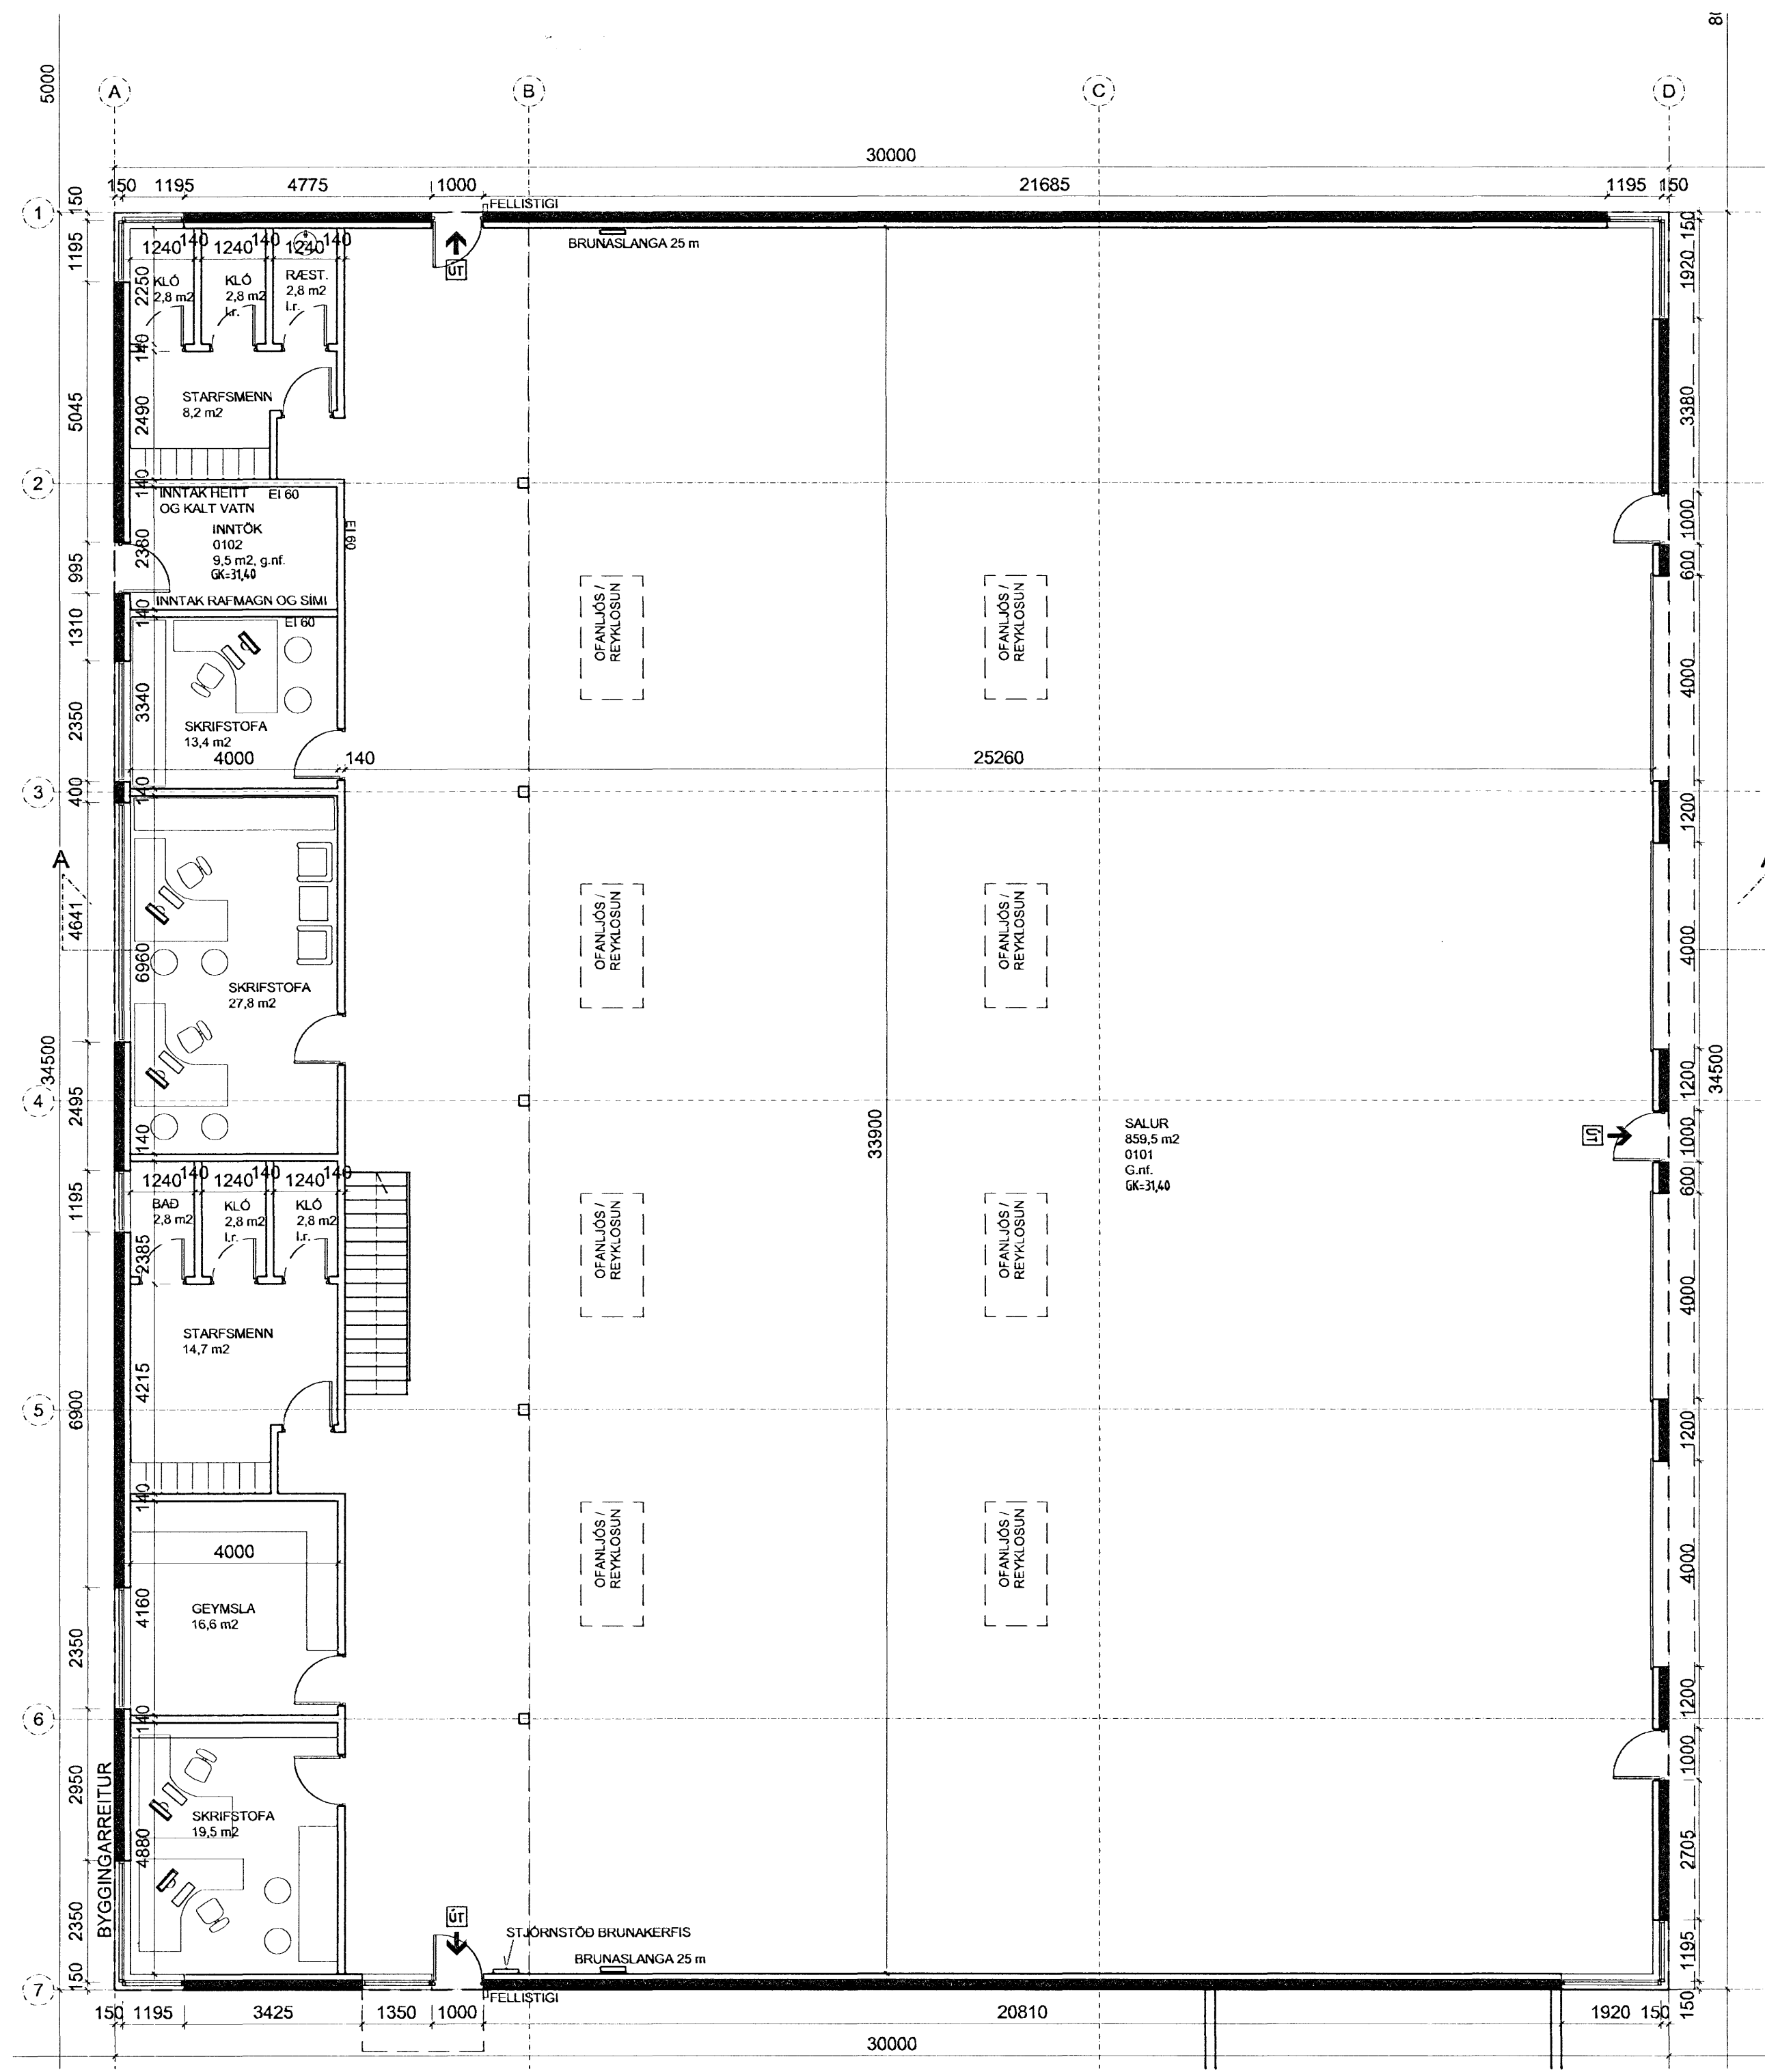 5000
A
B
C
D
30000
150 1195 4775 1000 21685 1195 150
FELLISTIGI
1
150
1195
5045
995
1310
2350
400
4641
34500
2495
1195
6900
2350
2950
2350
150
BRUNASLANGA 25 m
ÚT
1240 140 1240 140 1240 140
2250
KLÓ
2,8 m2
KLÓ
2,8 m2
l.r.
RÆST.
2,8 m2
l.r.
140
STARFSMENN
8,2 m2
2490
2
140
INNTAK HEITT
OG KALT VATN
EI 60
EI 60
INNTÖK
0102
9,5 m2, g.nf.
GK=31,40
2380
INNTAK RAFMAGN OG SÍMI
140
EI 60
3340
SKRIFSTOFA
13,4 m2
4000 140 25260
3
140
A
6960
SKRIFSTOFA
27,8 m2
4
140
1240 140 1240 140 1240 140
BAÐ
2,8 m2
KLÓ
2,8 m2
l.r.
KLÓ
2,8 m2
l.r.
2385
STARFSMENN
14,7 m2
4215
5
140
4000
4160
GEYMSLA
16,6 m2
6
140
SKRIFSTOFA
19,5 m2
4880
BYGGINGARREITUR
7
OFANLJÓS /
REYKLOSUN
OFANLJÓS /
REYKLOSUN
OFANLJÓS /
REYKLOSUN
OFANLJÓS /
REYKLOSUN
OFANLJÓS /
REYKLOSUN
OFANLJÓS /
REYKLOSUN
OFANLJÓS /
REYKLOSUN
OFANLJÓS /
REYKLOSUN
33900
SALUR
859,5 m2
0101
G.nf.
GK=31,40
ÚT
150
1920
3380
1000
600
4000
1200
4000
1200
34500
1000
600
4000
1200
4000
1200
1000
2705
1195
150
ÚT
STJÓRNSTÖÐ BRUNAKERFIS
BRUNASLANGA 25 m
FELLISTIGI
150 1195 3425 1350 1000 20810 1920 150
30000